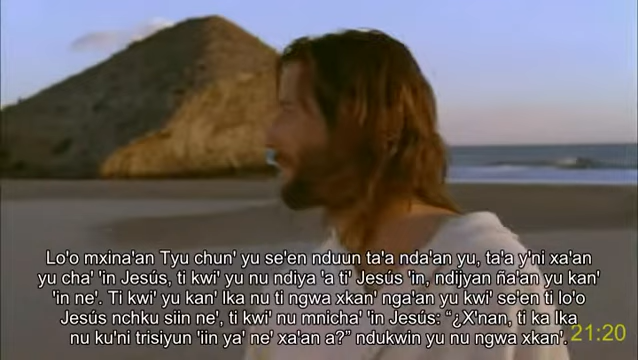 Lo'o mxina'an Tyu chun' yu se'en nduun ta'a nda'an yu, ta'a y'ni xa'an
yu cha' 'in Jesús, ti kwi' yu nu ndiya 'a ti' Jesús 'in, ndijyan ña'an yu kan'
'in ne'. Ti kwi' yu kan' lka nu ti ngwa xkan' nga'an yu kwi' se'en ti lo'o
Jesús nchku siin ne', ti kwi' nu mnicha' 'in Jesús: “¿X'nan, ti ka lka
nu ku'ni trisiyun 'iin ya' ne' xa'an a?” ndukwin yu nu ngwa xkan'.
21:20